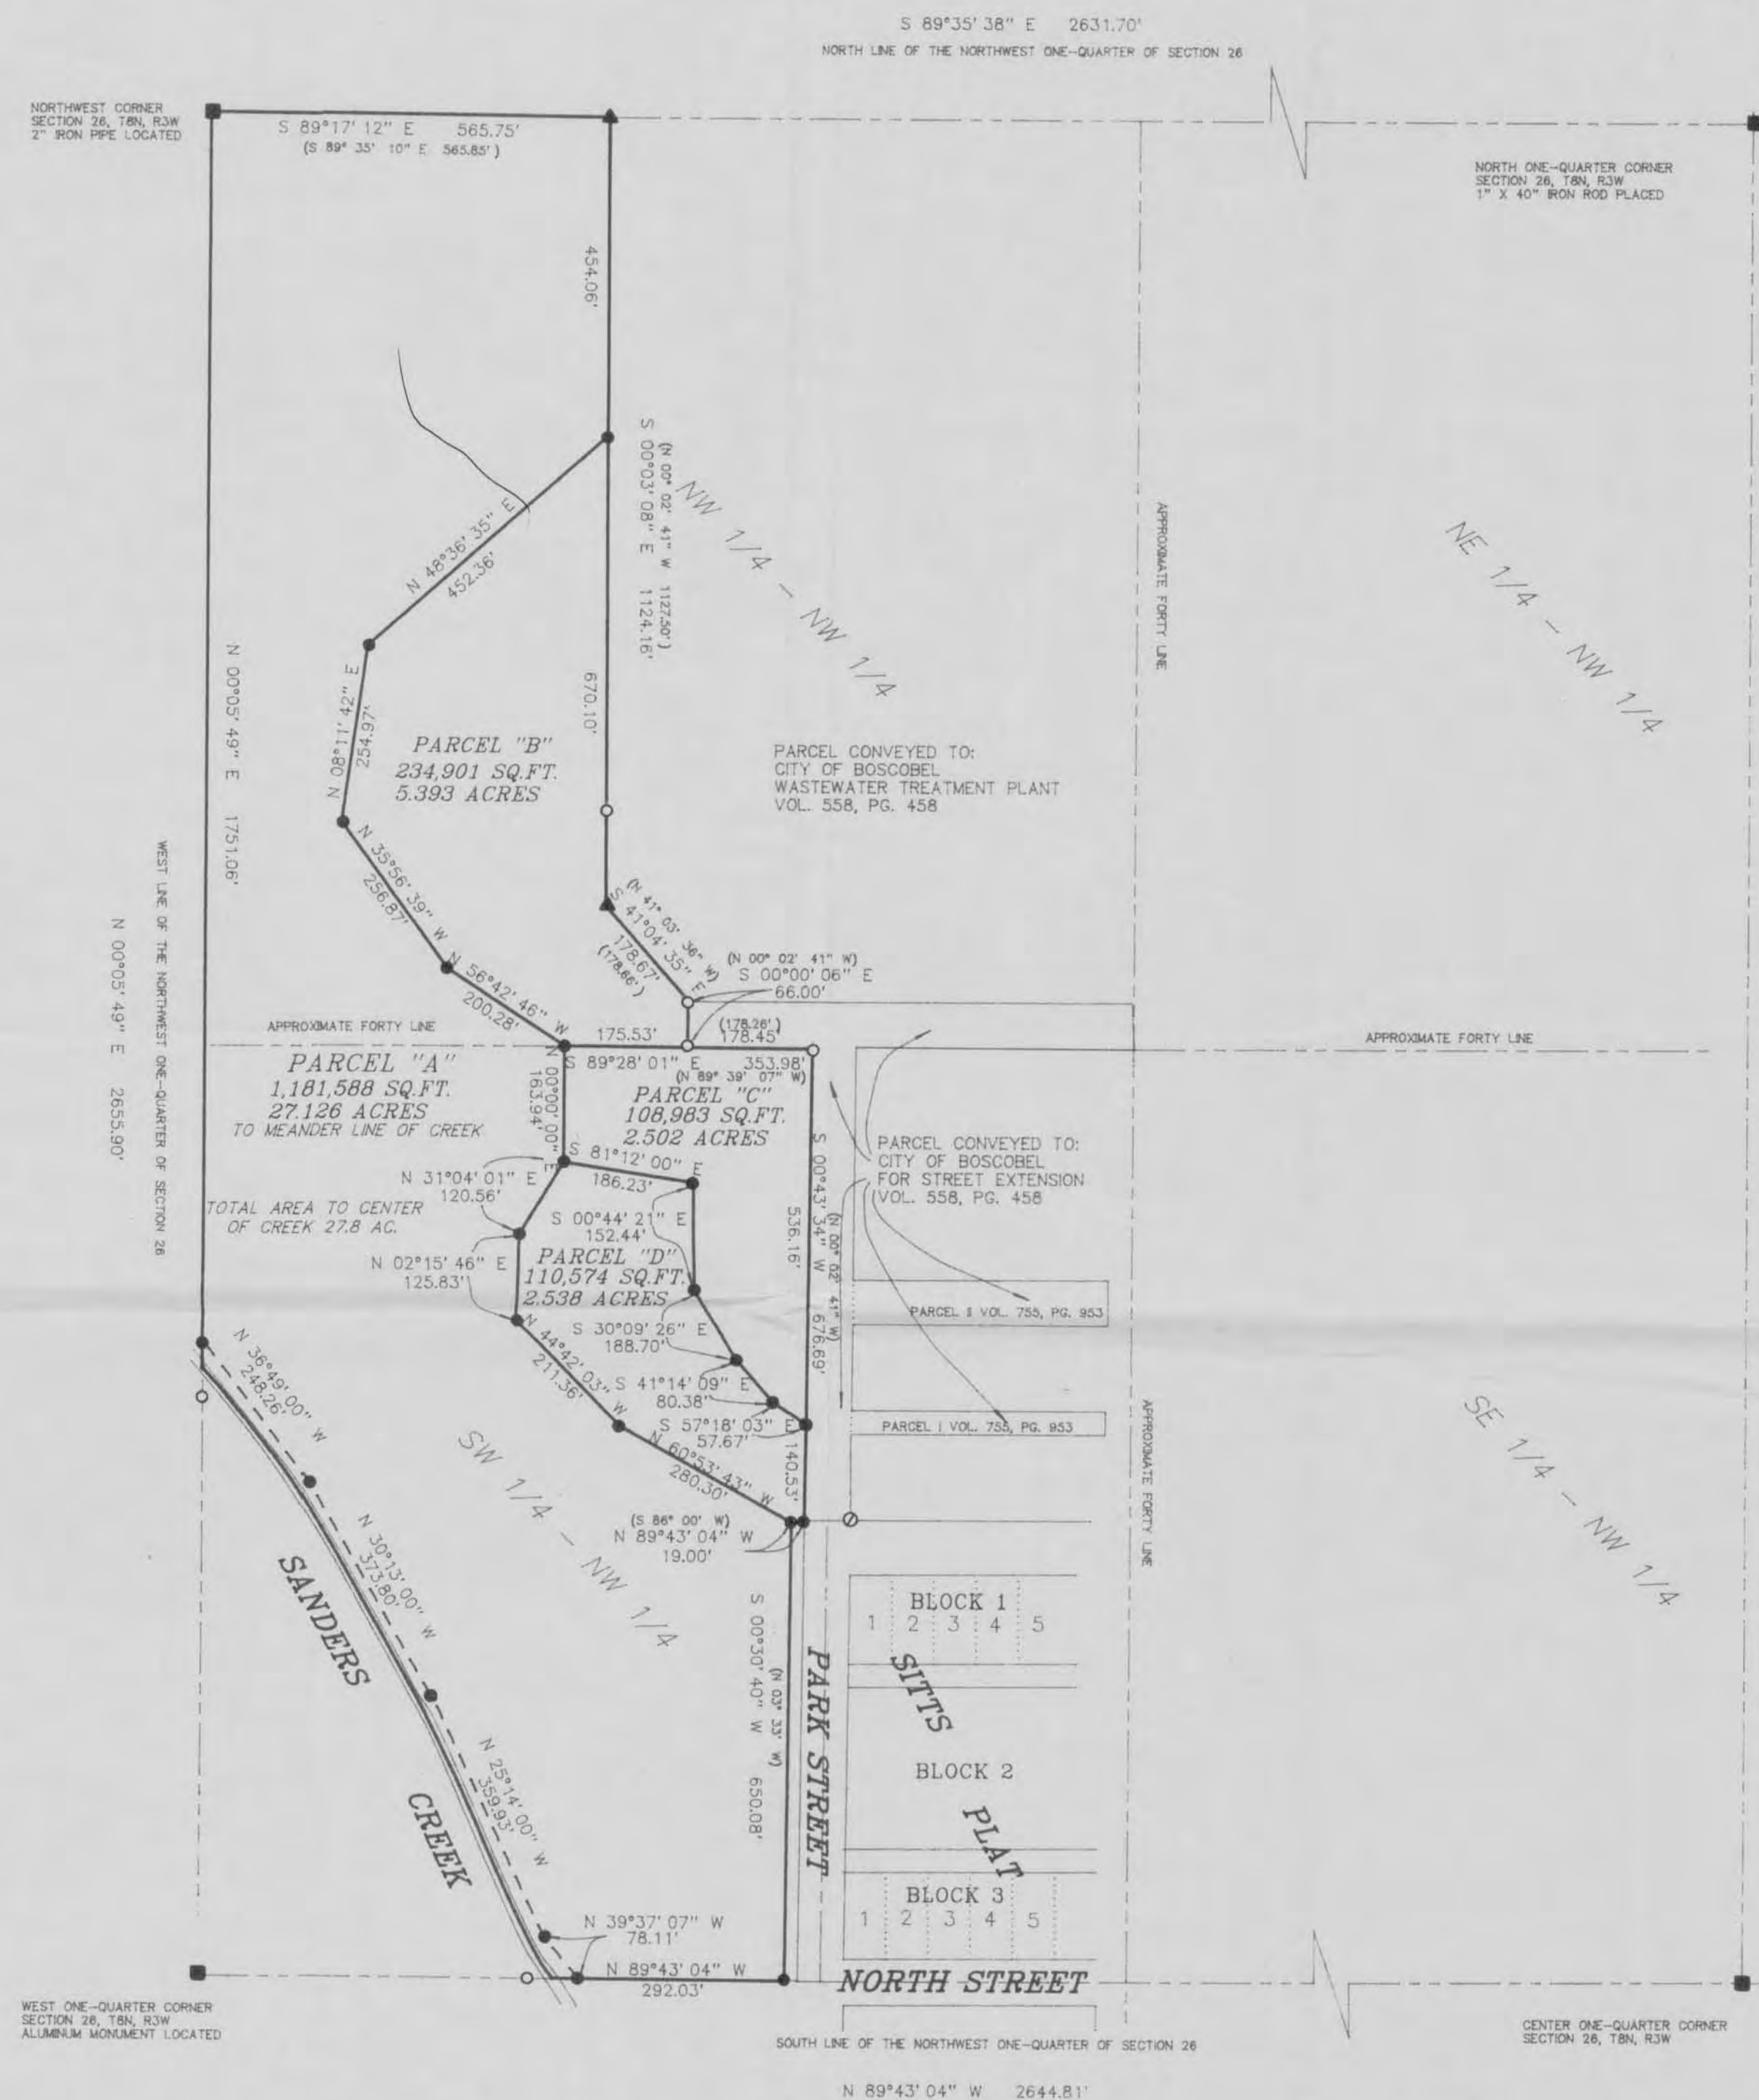 S 89°35' 38" E 2631.70'
NORTH LINE OF THE NORTHWEST ONE-QUARTER OF SECTION 26
NORTHWEST CORNER
SECTION 26, T8N, R3W
2" IRON PIPE LOCATED
S 89°17' 12" E 565.75'
(S 89° 35' 10" E 565.85')
NORTH ONE-QUARTER CORNER
SECTION 26, T8N, R3W
1" X 40" IRON ROD PLACED
454.06'
(N 00° 02' 41" W 1127.50')
S 00°03' 08" E 1124.16'
NW 1/4 - NW 1/4
APPROXIMATE FORTY LINE
NE 1/4 - NW 1/4
N 48°36' 35" E
452.36'
N 00°05' 49" E 1751.06'
670.10'
N 08°11' 42" E
254.97'
PARCEL "B"
234,901 SQ.FT.
5.393 ACRES
PARCEL CONVEYED TO:
CITY OF BOSCOBEL
WASTEWATER TREATMENT PLANT
VOL. 558, PG. 458
WEST LINE OF THE NORTHWEST ONE-QUARTER OF SECTION 26
N 00°05' 49" E 2655.90'
N 35°56' 39" W
256.87'
(N 41° 03' 36" W)
S 41°04' 35" E
178.67'
(178.66')
(N 00° 02' 41" W)
S 00°00' 06" E
66.00'
N 56°42' 46" W
200.28'
APPROXIMATE FORTY LINE
175.53'
(178.26')
178.45'
APPROXIMATE FORTY LINE
S 89°28' 01" E 353.98'
(N 89° 39' 07" W)
PARCEL "A"
1,181,588 SQ.FT.
27.126 ACRES
TO MEANDER LINE OF CREEK
N 00°00' 00" E
163.94'
PARCEL "C"
108,983 SQ.FT.
2.502 ACRES
S 81°12' 00" E
186.23'
PARCEL CONVEYED TO:
CITY OF BOSCOBEL
FOR STREET EXTENSION
VOL. 558, PG. 458
N 31°04' 01" E
120.56'
TOTAL AREA TO CENTER
OF CREEK 27.8 AC.
S 00°44' 21" E
152.44'
S 00°43' 34" W 676.69'
(N 00° 02' 41" W)
536.16'
N 02°15' 46" E
125.83'
PARCEL "D"
110,574 SQ.FT.
2.538 ACRES
PARCEL II VOL. 755, PG. 953
S 30°09' 26" E
188.70'
N 44°42' 03" W
211.36'
S 41°14' 09" E
80.38'
N 36°49' 00" W
248.26'
S 57°18' 03" E
57.67'
PARCEL I VOL. 755, PG. 953
140.53'
N 60°53' 43" W
280.30'
APPROXIMATE FORTY LINE
SE 1/4 - NW 1/4
SW 1/4 - NW 1/4
(S 86° 00' W)
N 89°43' 04" W
19.00'
N 30°13' 00" W
373.80'
SANDERS
CREEK
S 00°30' 40" W 650.08'
(N 03° 33' W)
PARK STREET
BLOCK 1
1 2 3 4 5
SITTS
PLAT
BLOCK 2
N 25°14' 00" W
359.93'
BLOCK 3
1 2 3 4 5
N 39°37' 07" W
78.11'
N 89°43' 04" W
292.03'
NORTH STREET
WEST ONE-QUARTER CORNER
SECTION 26, T8N, R3W
ALUMINUM MONUMENT LOCATED
SOUTH LINE OF THE NORTHWEST ONE-QUARTER OF SECTION 26
CENTER ONE-QUARTER CORNER
SECTION 26, T8N, R3W
N 89°43' 04" W 2644.81'